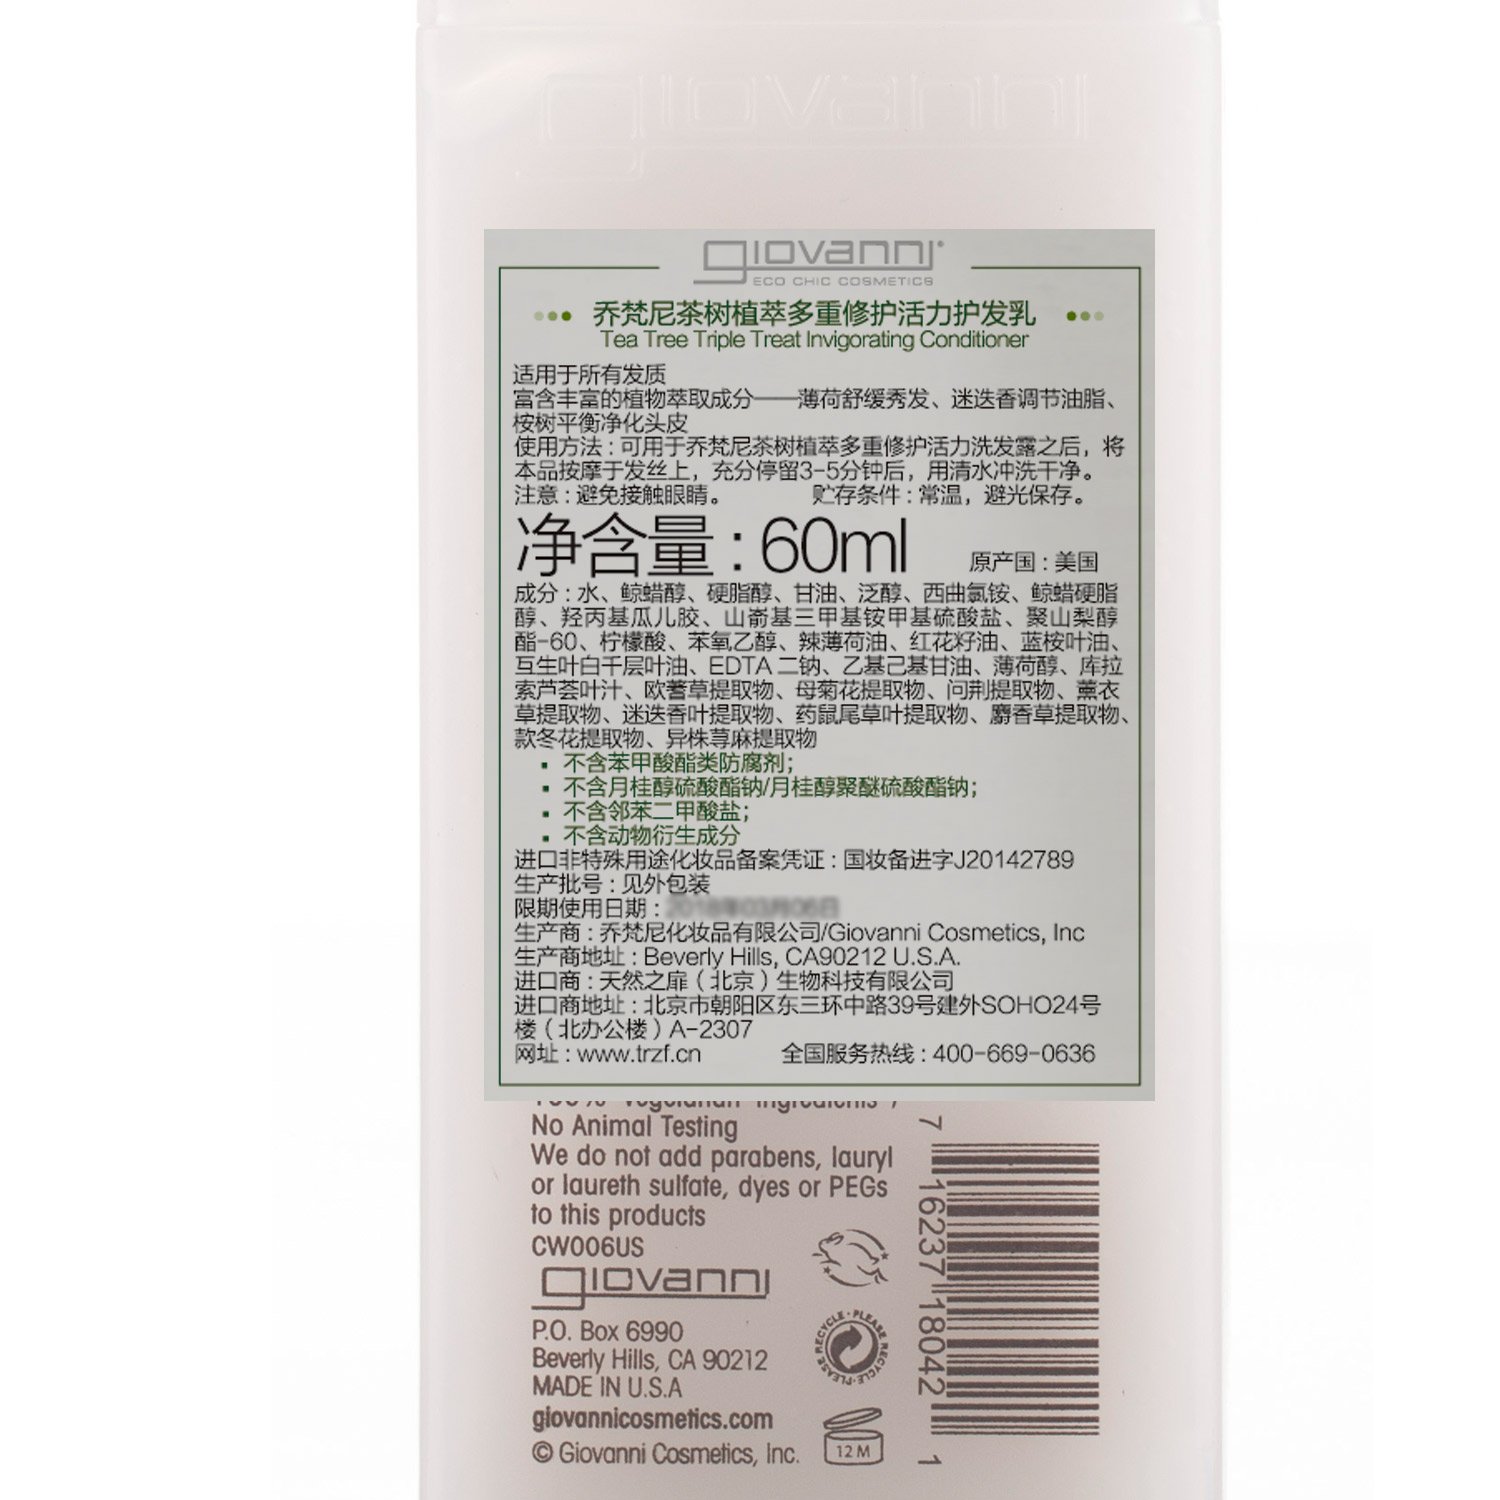 giovanni
giovanni
ECO CHIC COSMETICS
乔梵尼茶树植萃多重修护活力护发乳
Tea Tree Triple Treat Invigorating Conditioner
适用于所有发质
富含丰富的植物萃取成分——薄荷舒缓秀发、迷迭香调节油脂、
桉树平衡净化头皮
使用方法：可用于乔梵尼茶树植萃多重修护活力洗发露之后，将
本品按摩于发丝上，充分停留3-5分钟后，用清水冲洗干净。
注意：避免接触眼睛。 贮存条件：常温，避光保存。
净含量：60ml 原产国：美国
成分：水、鲸蜡醇、硬脂醇、甘油、泛醇、西曲氯铵、鲸蜡硬脂
醇、羟丙基瓜儿胶、山嵛基三甲基铵甲基硫酸盐、聚山梨醇
酯-60、柠檬酸、苯氧乙醇、辣薄荷油、红花籽油、蓝桉叶油、
互生叶白千层叶油、EDTA 二钠、乙基己基甘油、薄荷醇、库拉
索芦荟叶汁、欧蓍草提取物、母菊花提取物、问荆提取物、薰衣
草提取物、迷迭香叶提取物、药鼠尾草叶提取物、麝香草提取物、
款冬花提取物、异株荨麻提取物
▪ 不含苯甲酸酯类防腐剂；
▪ 不含月桂醇硫酸酯钠/月桂醇聚醚硫酸酯钠；
▪ 不含邻苯二甲酸盐；
▪ 不含动物衍生成分
进口非特殊用途化妆品备案凭证：国妆备进字J20142789
生产批号：见外包装
限期使用日期：
生产商：乔梵尼化妆品有限公司/Giovanni Cosmetics, Inc
生产商地址：Beverly Hills, CA90212 U.S.A.
进口商：天然之扉（北京）生物科技有限公司
进口商地址：北京市朝阳区东三环中路39号建外SOHO24号
楼（北办公楼）A-2307
网址：www.trzf.cn 全国服务热线：400-669-0636
100% Vegetarian Ingredients /
No Animal Testing
We do not add parabens, lauryl
or laureth sulfate, dyes or PEGs
to this products
CW006US
giovanni
P.O. Box 6990
Beverly Hills, CA 90212
MADE IN U.S.A
giovannicosmetics.com
© Giovanni Cosmetics, Inc.
PLEASE RECYCLE · PLEASE RECYCLE ·
12 M
7 16237 18042 1